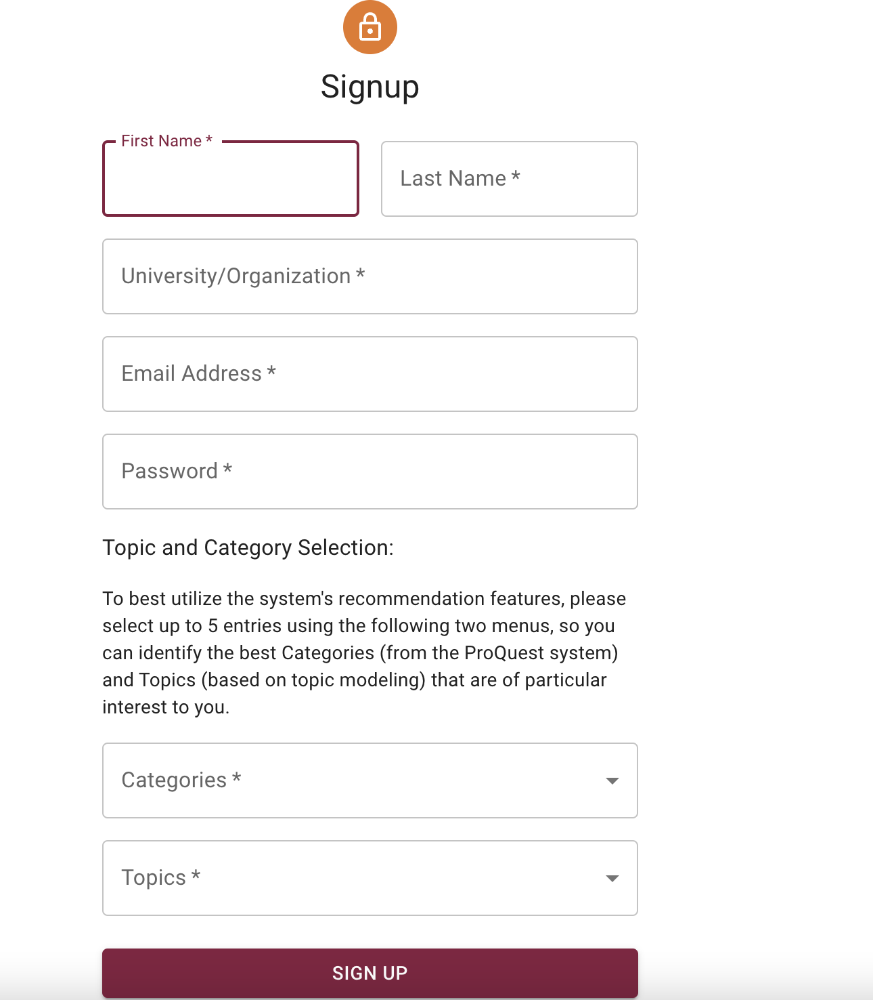 Signup
First Name *
Last Name *
University/Organization *
Email Address *
Password *
Topic and Category Selection:
To best utilize the system's recommendation features, please
select up to 5 entries using the following two menus, so you
can identify the best Categories (from the ProQuest system)
and Topics (based on topic modeling) that are of particular
interest to you.
Categories *
Topics *
SIGN UP